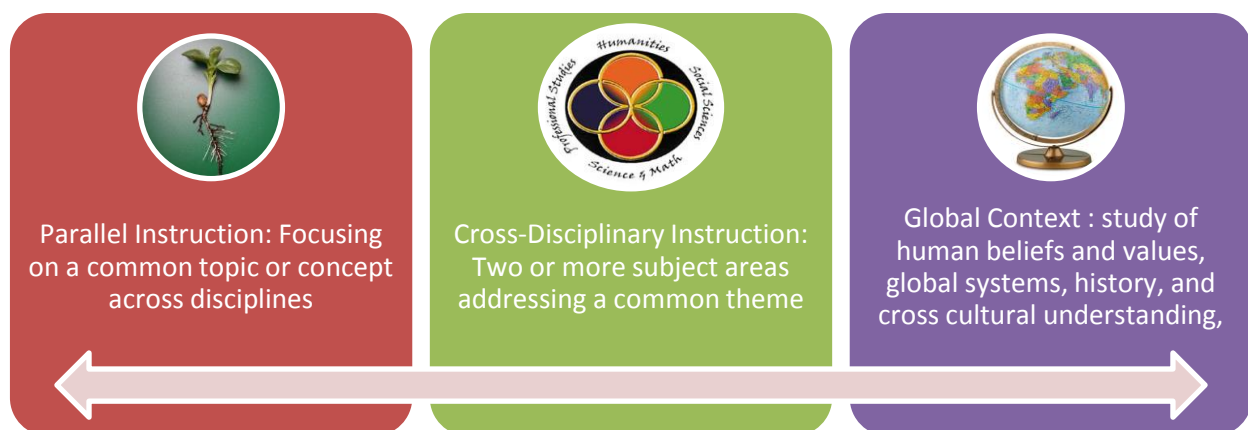 Parallel Instruction: Focusing
on a common topic or concept
across disciplines
Humanities
Professional Studies
Social Sciences
Science & Math
Cross-Disciplinary Instruction:
Two or more subject areas
addressing a common theme
Global Context : study of
human beliefs and values,
global systems, history, and
cross cultural understanding,